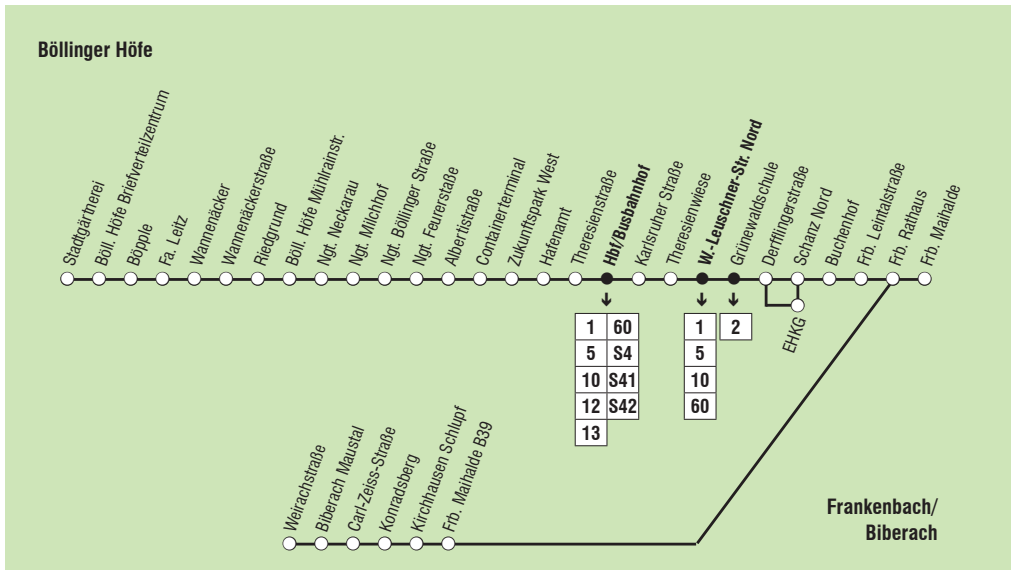 Böllinger Höfe
Stadtgärtnerei
Böll. Höfe Briefverteilzentrum
Böpple
Fa. Leitz
Wannenäcker
Wannenäckerstraße
Riedgrund
Böll. Höfe Mühlrainstr.
Ngt. Neckarau
Ngt. Milchhof
Ngt. Böllinger Straße
Ngt. Feurerstaße
Albertistraße
Containerterminal
Zukunftspark West
Hafenamt
Theresienstraße
Hbf/Busbahnhof
Karlsruher Straße
Theresienwiese
W.-Leuschner-Str. Nord
Grünewaldschule
Derfflingerstraße
Schanz Nord
Buchenhof
Frb. Leintalstraße
Frb. Rathaus
Frb. Maihalde
EHKG
1 60
5 S4
10 S41
12 S42
13
1
5
10
60
2
Weirachstraße
Biberach Maustal
Carl-Zeiss-Straße
Konradsberg
Kirchhausen Schlupf
Frb. Maihalde B39
Frankenbach/
Biberach